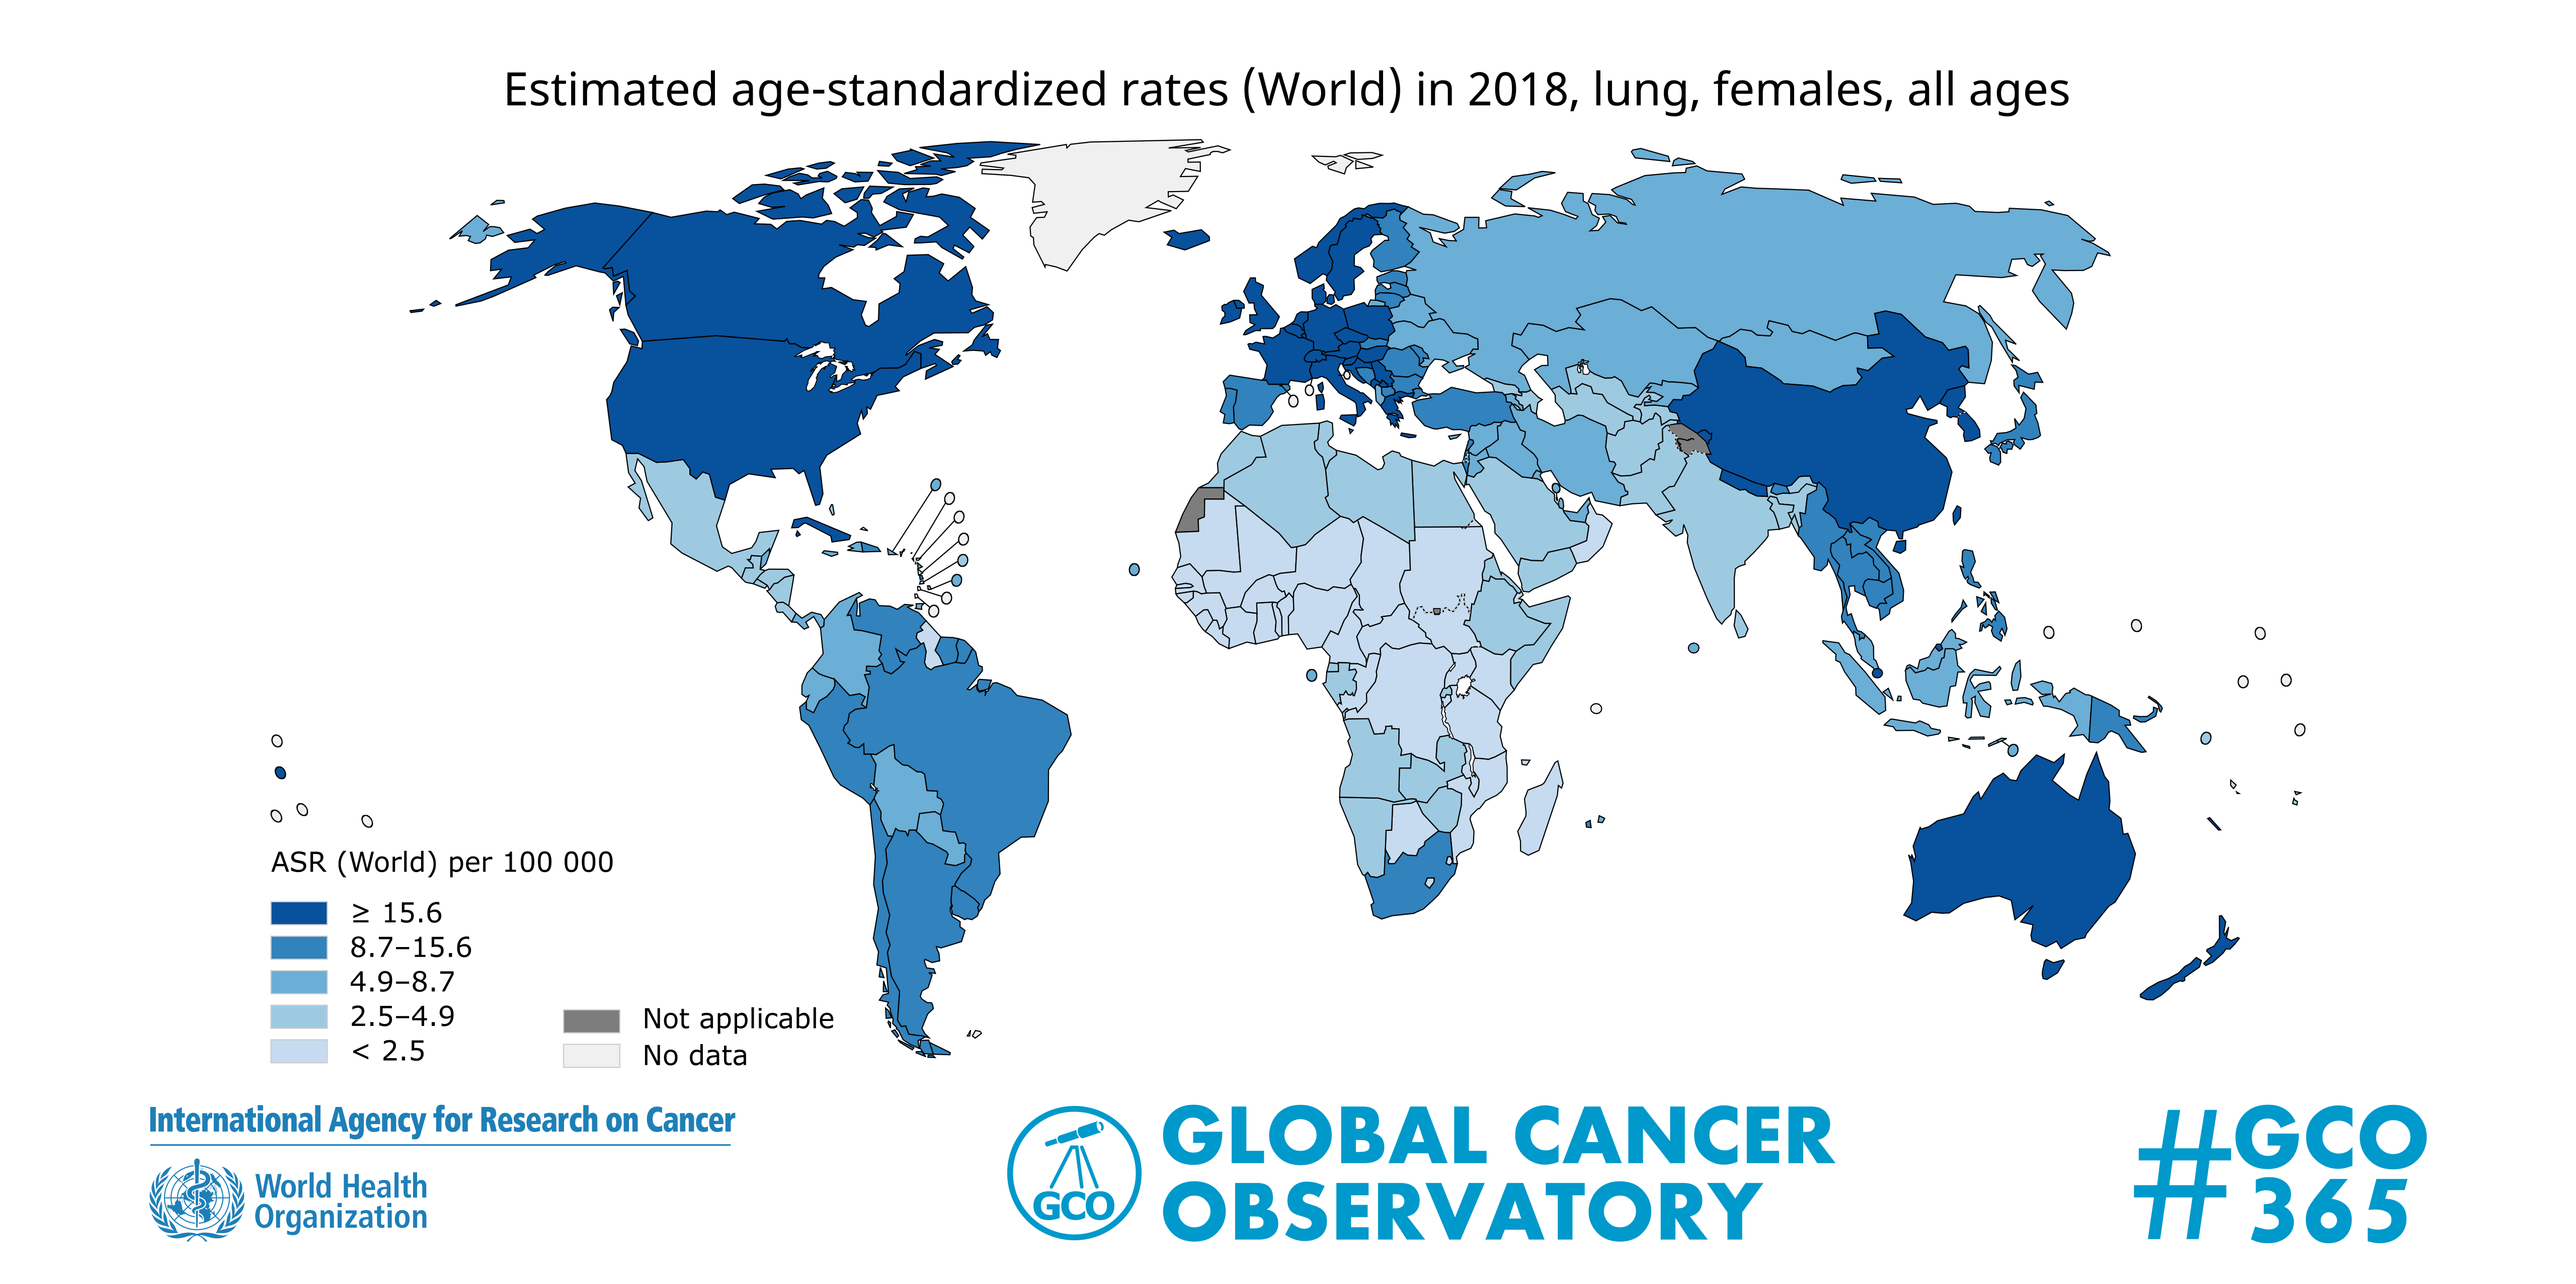 Estimated age-standardized rates (World) in 2018, lung, females, all ages
ASR (World) per 100 000
≥ 15.6
8.7–15.6
4.9–8.7
2.5–4.9
< 2.5
Not applicable
No data
International Agency for Research on Cancer
World Health
Organization
GCO
GLOBAL CANCER
OBSERVATORY
#GCO
365